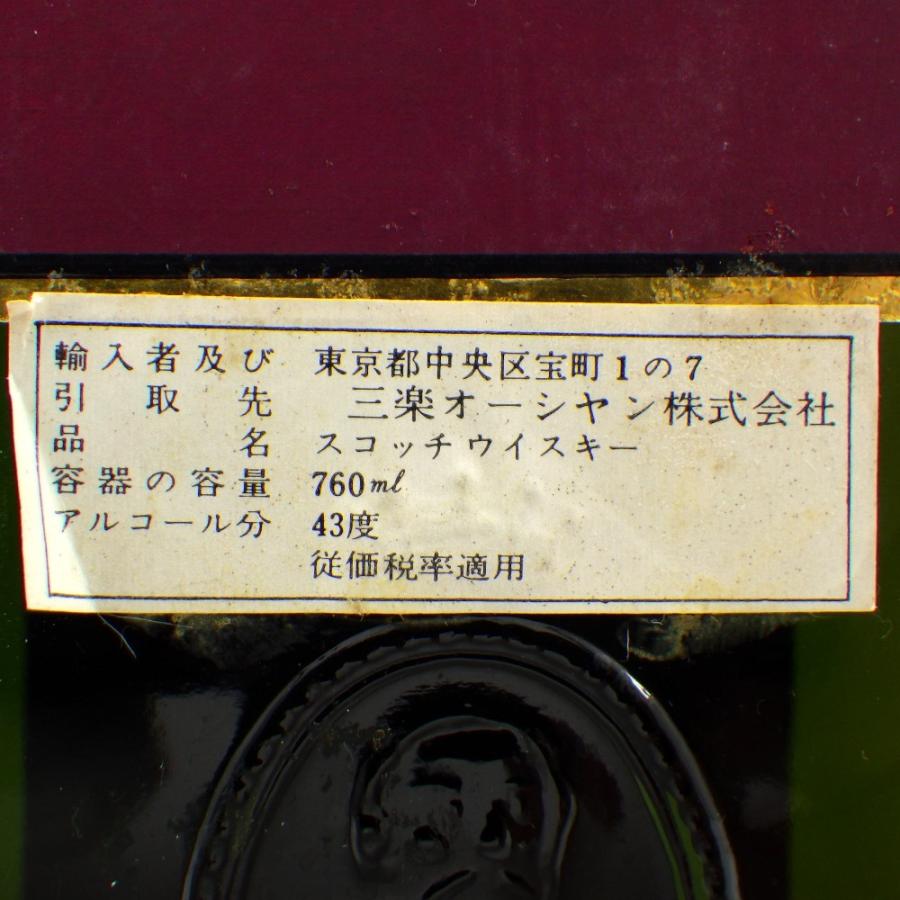 輸入者及び 東京都中央区宝町1の7
引取先 三楽オーシヤン株式会社
品名 スコッチウイスキー
容器の容量 760ml
アルコール分 43度
従価税率適用